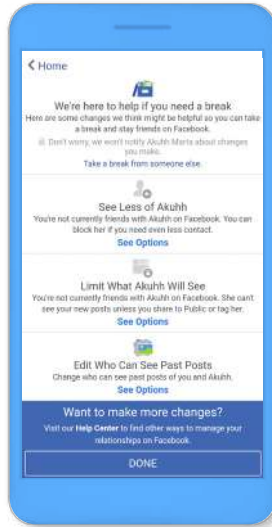 Home
We're here to help if you need a break
Here are some changes we think might be helpful so you can take
a break and stay friends on Facebook.
Don't worry, we won't notify Akuhh Marta about changes
you make.
Take a break from someone else.
See Less of Akuhh
You're not currently friends with Akuhh on Facebook. You can
block her if you need even less contact.
See Options
Limit What Akuhh Will See
You're not currently friends with Akuhh on Facebook. She can't
see your new posts unless you share to Public or tag her.
See Options
Edit Who Can See Past Posts
Change who can see past posts of you and Akuhh.
See Options
Want to make more changes?
Visit our Help Center to find other ways to manage your
relationships on Facebook.
DONE